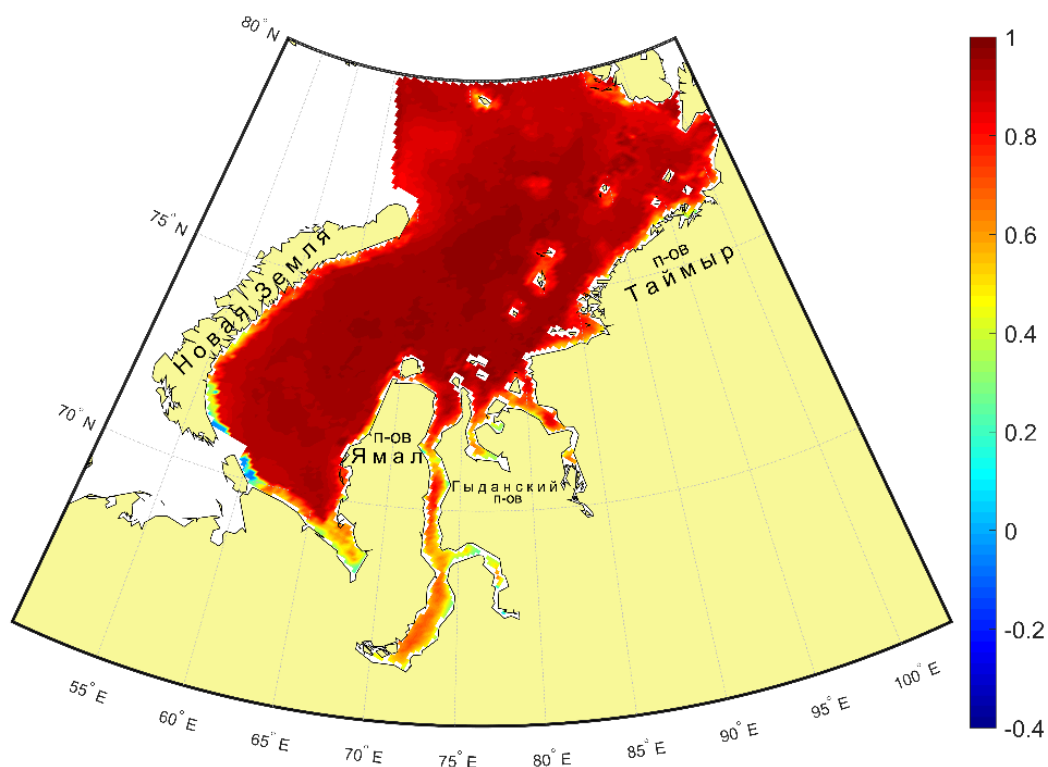 80° N
75° N
70° N
Новая Земля
п-ов
Таймыр
п-ов
Ямал
Гыданский
п-ов
55° E
60° E
65° E
70° E
75° E
80° E
85° E
90° E
95° E
100° E
1
0.8
0.6
0.4
0.2
0
-0.2
-0.4